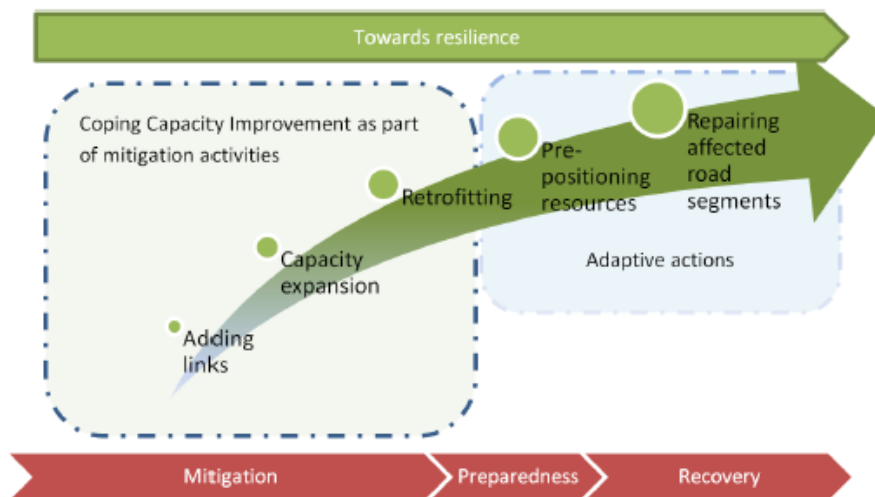 Towards resilience
Coping Capacity Improvement as part
of mitigation activities
Adding
links
Capacity
expansion
Retrofitting
Pre-
positioning
resources
Repairing
affected
road
segments
Adaptive actions
Mitigation
Preparedness
Recovery